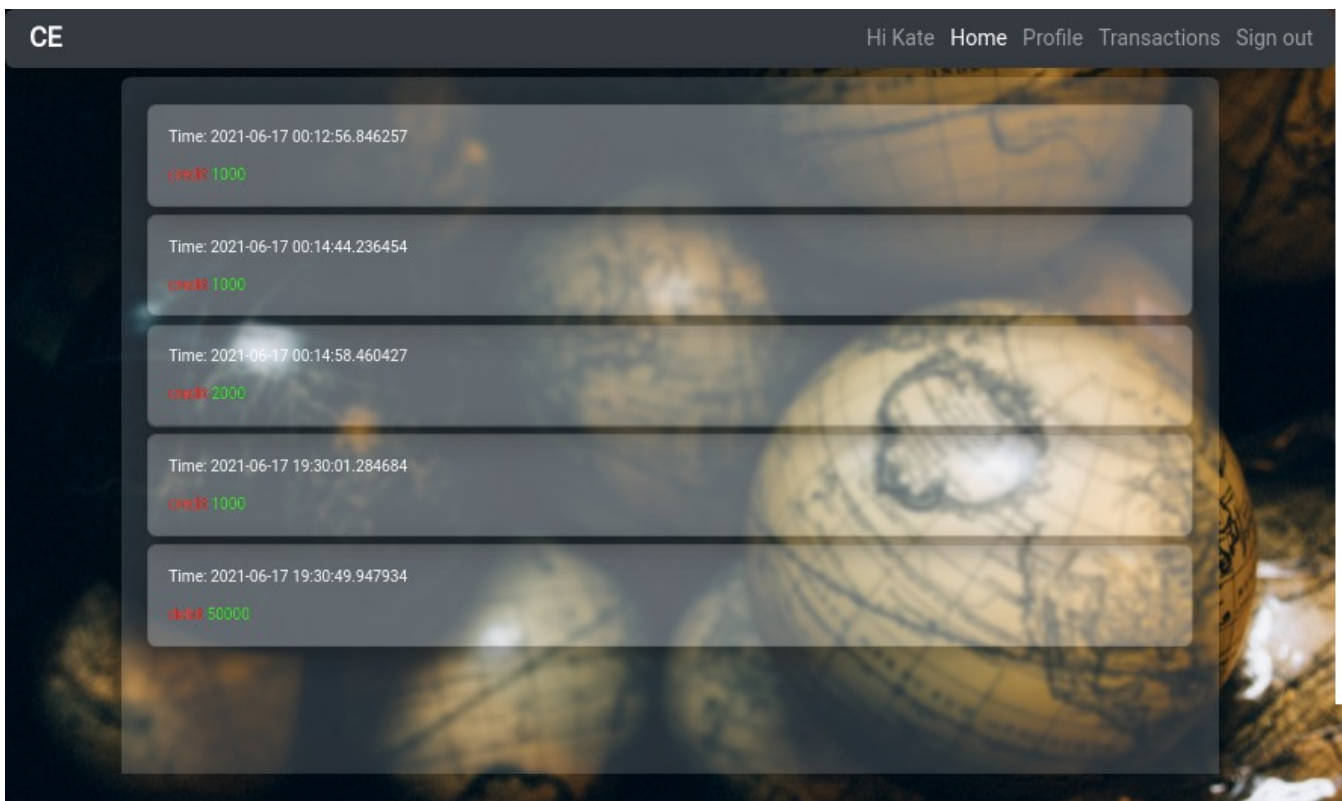 CE
Hi Kate Home Profile Transactions Sign out
Time: 2021-06-17 00:12:56.846257
credit 1000
Time: 2021-06-17 00:14:44.236454
credit 1000
Time: 2021-06-17 00:14:58.460427
credit 2000
Time: 2021-06-17 19:30:01.284684
credit 1000
Time: 2021-06-17 19:30:49.947934
debit 50000